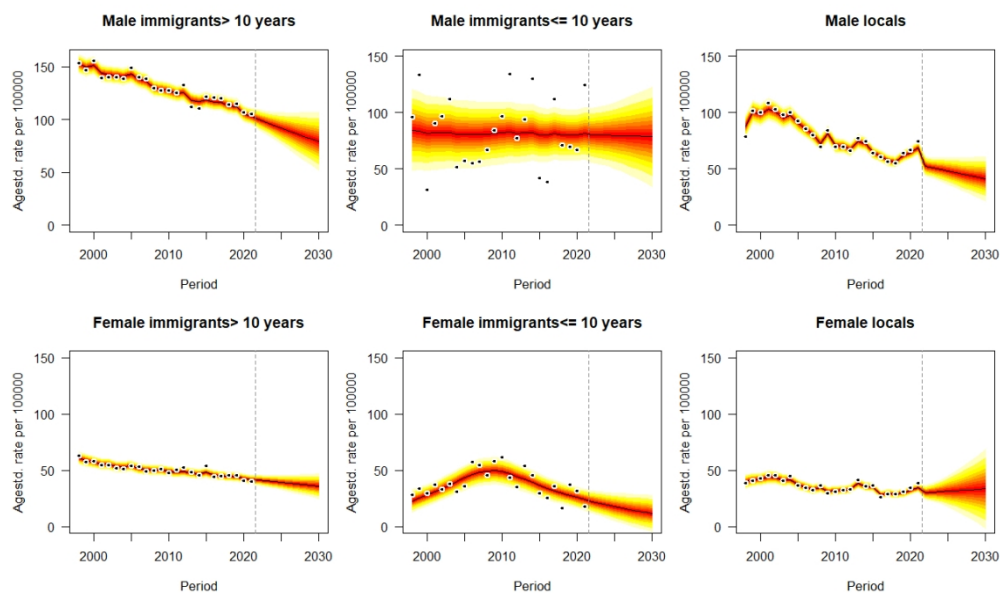 Male immigrants> 10 years
Male immigrants<= 10 years
Male locals
Agestd. rate per 100000
150
100
50
0
2000
2010
2020
2030
Period
Agestd. rate per 100000
150
100
50
0
2000
2010
2020
2030
Period
Agestd. rate per 100000
150
100
50
0
2000
2010
2020
2030
Period
Female immigrants> 10 years
Female immigrants<= 10 years
Female locals
Agestd. rate per 100000
150
100
50
0
2000
2010
2020
2030
Period
Agestd. rate per 100000
150
100
50
0
2000
2010
2020
2030
Period
Agestd. rate per 100000
150
100
50
0
2000
2010
2020
2030
Period